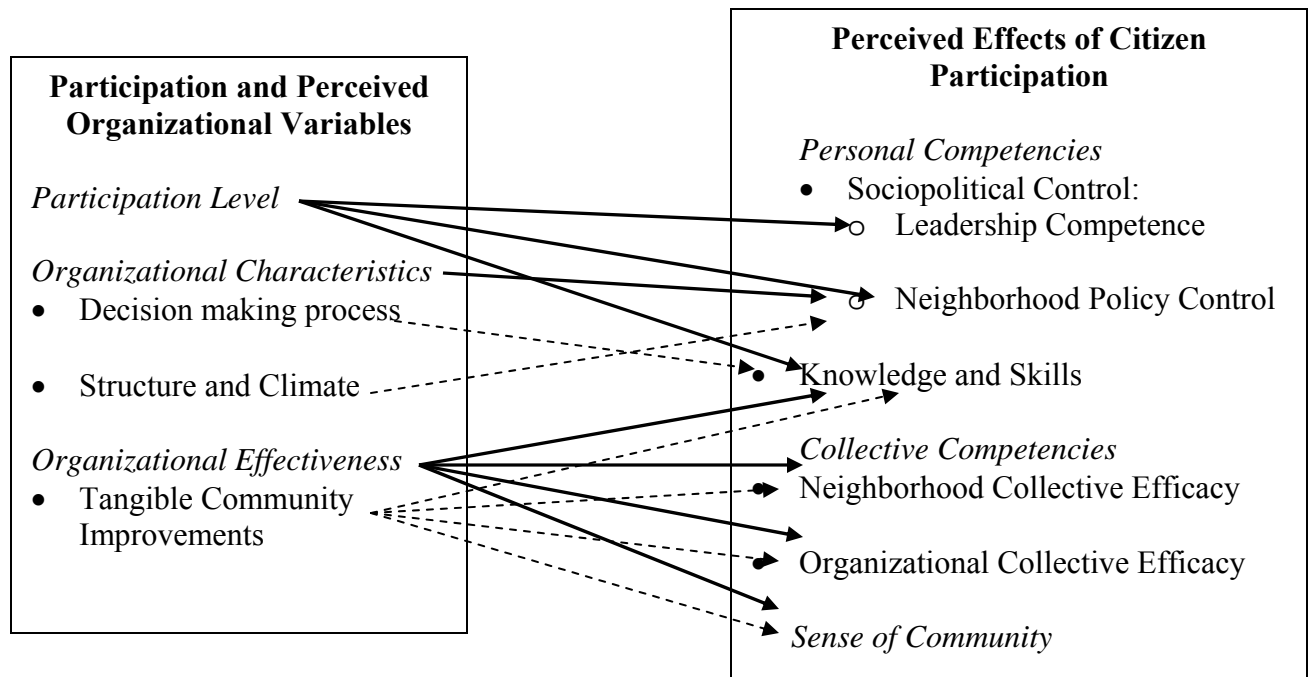 Participation and Perceived
Organizational Variables
Participation Level
Organizational Characteristics
• Decision making process
• Structure and Climate
Organizational Effectiveness
• Tangible Community
Improvements
Perceived Effects of Citizen
Participation
Personal Competencies
• Sociopolitical Control:
o Leadership Competence
o Neighborhood Policy Control
• Knowledge and Skills
Collective Competencies
• Neighborhood Collective Efficacy
• Organizational Collective Efficacy
Sense of Community